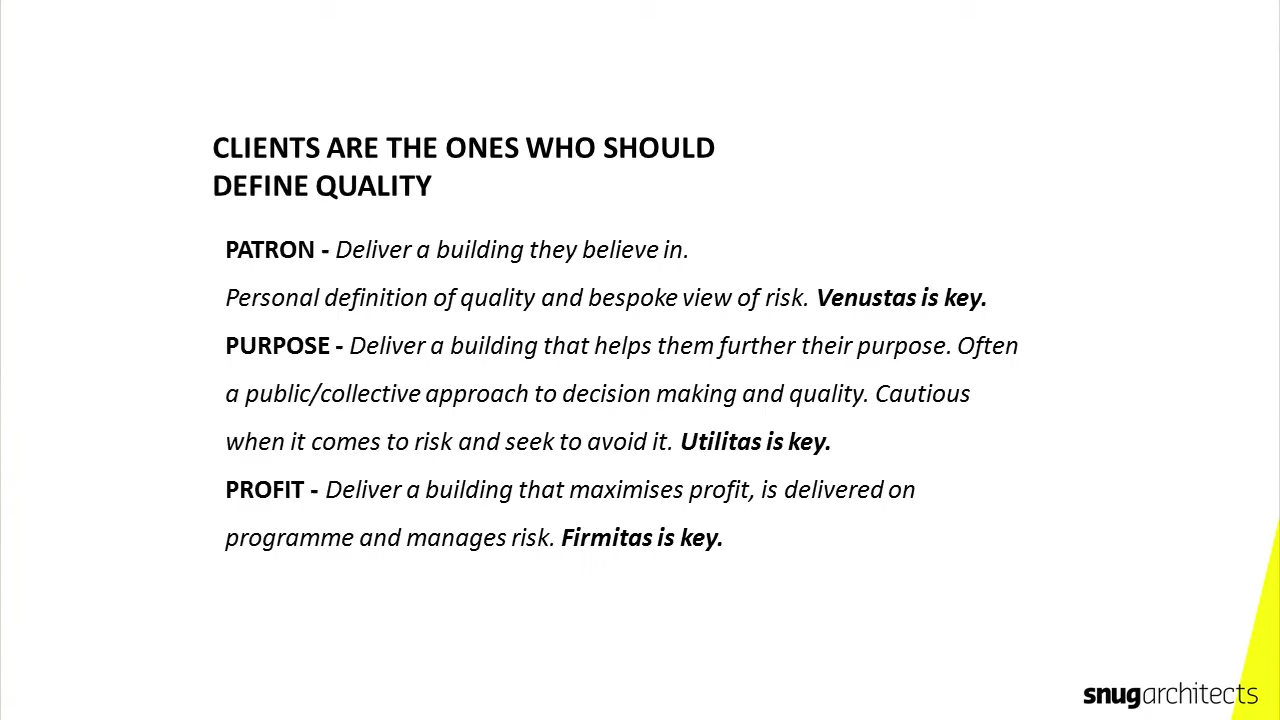 CLIENTS ARE THE ONES WHO SHOULD
DEFINE QUALITY
PATRON - Deliver a building they believe in.
Personal definition of quality and bespoke view of risk. Venustas is key.
PURPOSE - Deliver a building that helps them further their purpose. Often
a public/collective approach to decision making and quality. Cautious
when it comes to risk and seek to avoid it. Utilitas is key.
PROFIT - Deliver a building that maximises profit, is delivered on
programme and manages risk. Firmitas is key.
snugarchitects